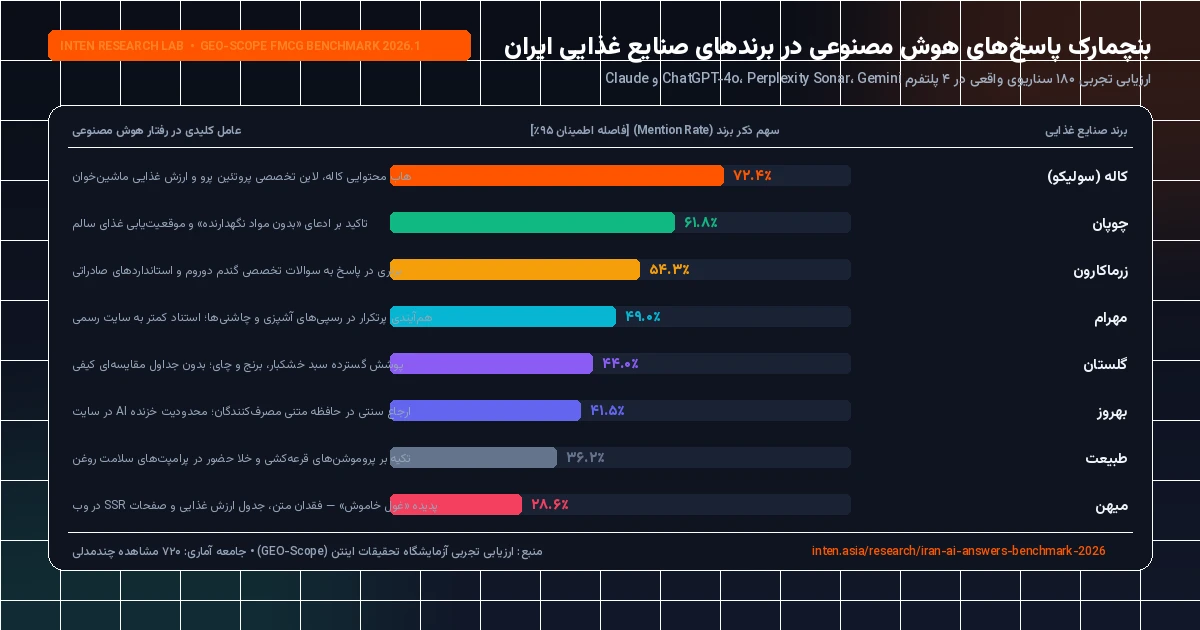 بنچمارک پاسخ‌های هوش مصنوعی در برندهای صنایع غذایی ایران
INTEN RESEARCH LAB • GEO-SCOPE FMCG BENCHMARK 2026.1
ارزیابی تجربی ۱۸۰ سناریوی واقعی در ۴ پلتفرم ChatGPT-4o، Perplexity Sonar، Gemini و Claude
برند صنایع غذایی سهم ذکر برند (Mention Rate) [فاصله اطمینان ۹۵٪] عامل کلیدی در رفتار هوش مصنوعی
کاله (سولیکو) ۷۲.۴٪ هاب محتوایی کاله، لاین تخصصی پروتئین پرو و ارزش غذایی ماشین‌خوان
چوپان ۶۱.۸٪ تاکید بر ادعای «بدون مواد نگهدارنده» و موقعیت‌یابی غذای سالم
زرماکارون ۵۴.۳٪ در پاسخ به سوالات تخصصی گندم دوروم و استانداردهای صادراتی
مهرام ۴۹.۰٪ هم‌آیندی پرتکرار در رسپی‌های آشپزی و چاشنی‌ها؛ استناد کمتر به سایت رسمی
گلستان ۴۴.۰٪ پوشش گسترده سبد خشکبار، برنج و چای؛ بدون جداول مقایسه‌ای کیفی
بهروز ۴۱.۵٪ ارجاع سنتی در حافظه متنی مصرف‌کنندگان؛ محدودیت خزنده AI در سایت
طبیعت ۳۶.۲٪ تکیه بر پروموشن‌های قرعه‌کشی و خلا حضور در پرامپت‌های سلامت روغن
میهن ۲۸.۶٪ پدیده «غول خاموش» — فقدان متن، جدول ارزش غذایی و صفحات SSR در وب
منبع: ارزیابی تجربی آزمایشگاه تحقیقات اینتن (GEO-Scope) • جامعه آماری: ۷۲۰ مشاهده چندمدلی
inten.asia/research/iran-ai-answers-benchmark-2026